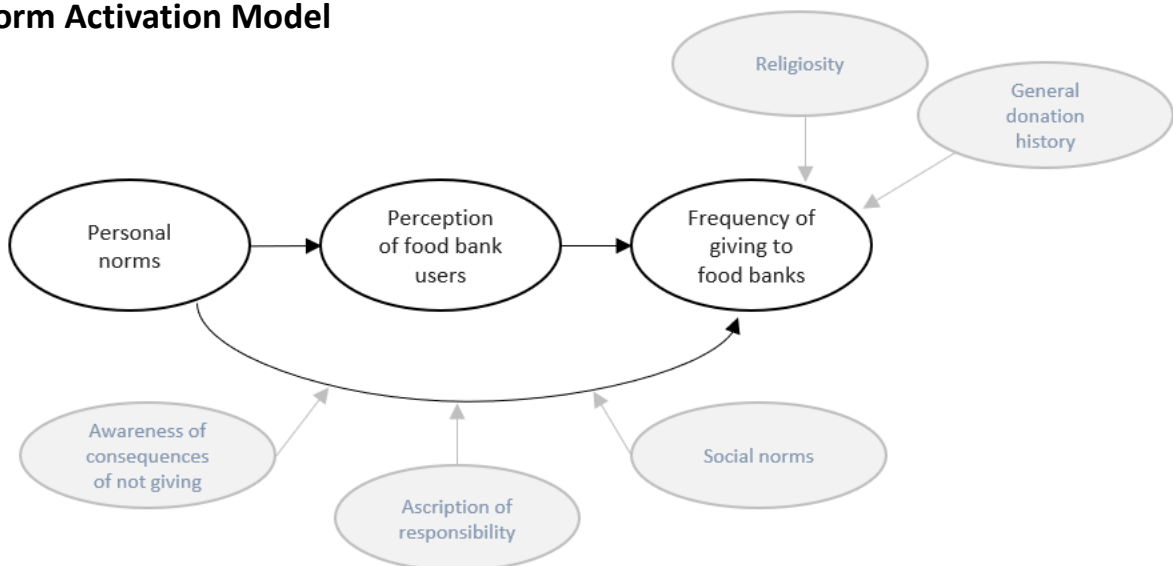 orm Activation Model
Religiosity
General
donation
history
Personal
norms
Perception
of food bank
users
Frequency of
giving to
food banks
Awareness of
consequences
of not giving
Ascription of
responsibility
Social norms